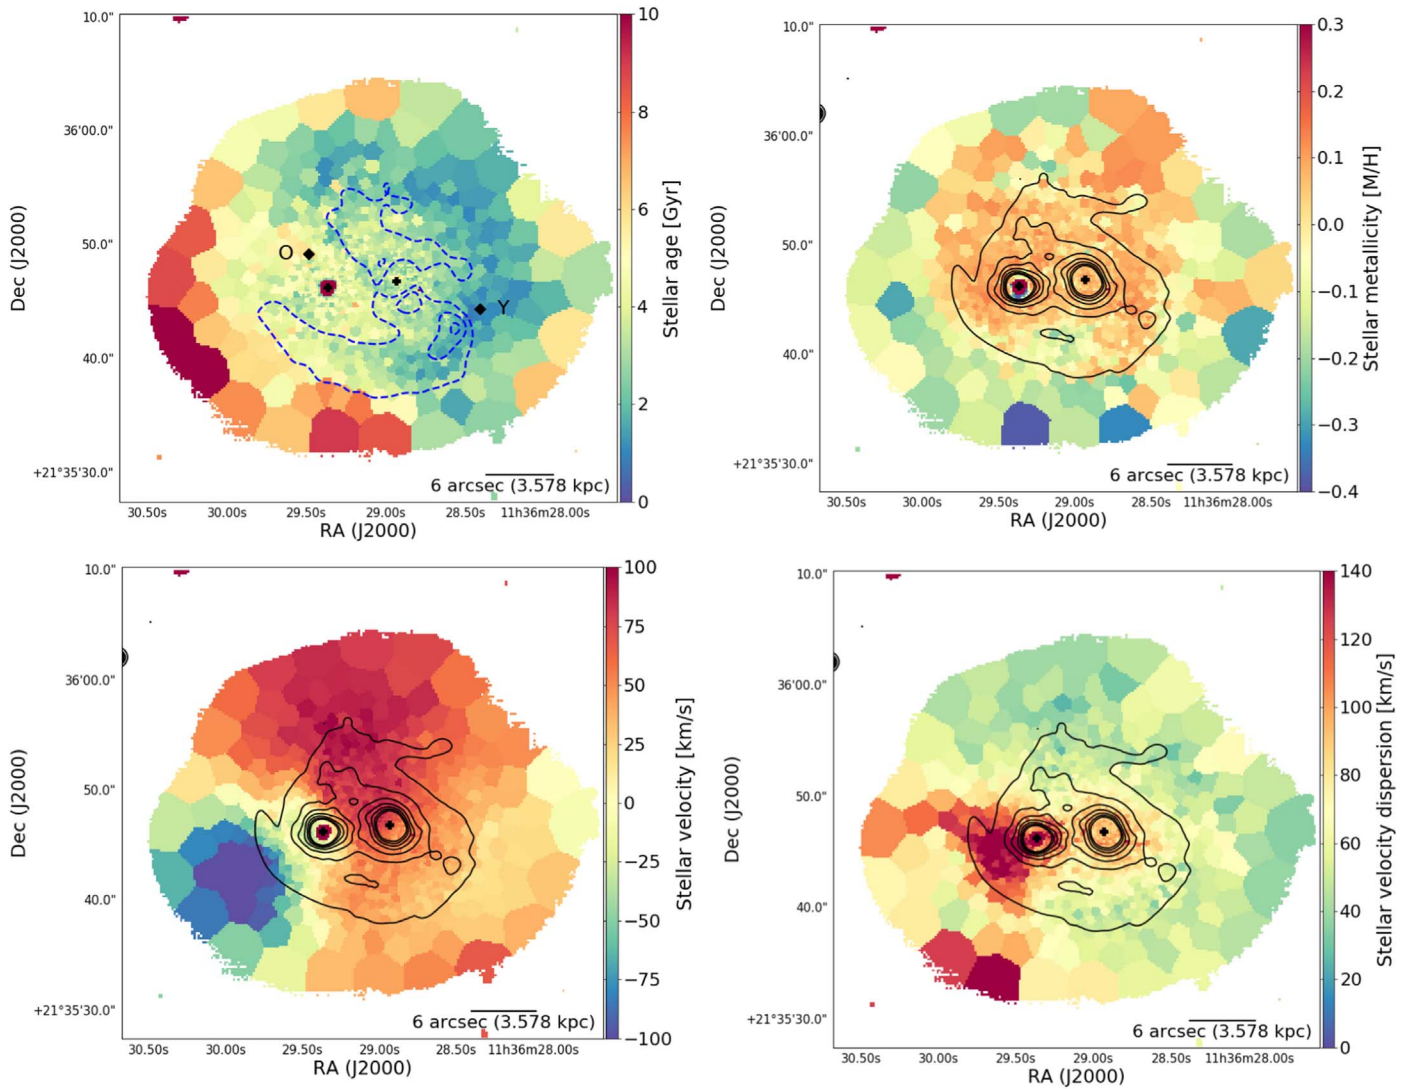 10.0"
36'00.0"
50.0"
40.0"
+21°35'30.0"
Dec (J2000)
O
Y
6 arcsec (3.578 kpc)
30.50s 30.00s 29.50s 29.00s 28.50s 11h36m28.00s
RA (J2000)
10
8
6
4
2
0
Stellar age [Gyr]
10.0"
36'00.0"
50.0"
40.0"
+21°35'30.0"
Dec (J2000)
6 arcsec (3.578 kpc)
30.50s 30.00s 29.50s 29.00s 28.50s 11h36m28.00s
RA (J2000)
0.3
0.2
0.1
0.0
−0.1
−0.2
−0.3
−0.4
Stellar metallicity [M/H]
10.0"
36'00.0"
50.0"
40.0"
+21°35'30.0"
Dec (J2000)
6 arcsec (3.578 kpc)
30.50s 30.00s 29.50s 29.00s 28.50s 11h36m28.00s
RA (J2000)
100
75
50
25
0
−25
−50
−75
−100
Stellar velocity [km/s]
10.0"
36'00.0"
50.0"
40.0"
+21°35'30.0"
Dec (J2000)
6 arcsec (3.578 kpc)
30.50s 30.00s 29.50s 29.00s 28.50s 11h36m28.00s
RA (J2000)
140
120
100
80
60
40
20
0
Stellar velocity dispersion [km/s]